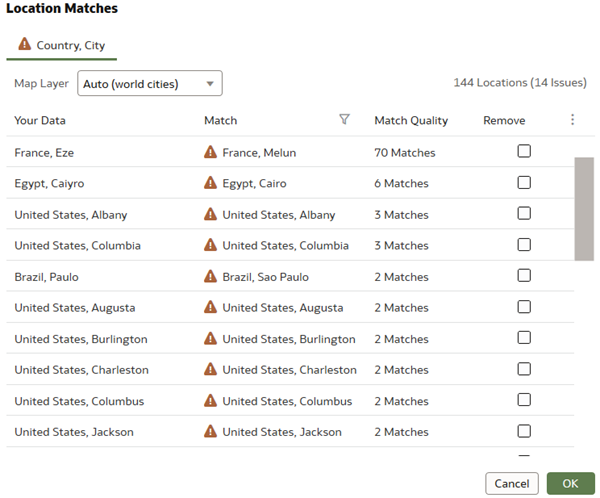 Location Matches
Country, City
Map Layer Auto (world cities) 144 Locations (14 Issues)
Your Data Match Match Quality Remove
France, Eze France, Melun 70 Matches
Egypt, Caiyro Egypt, Cairo 6 Matches
United States, Albany United States, Albany 3 Matches
United States, Columbia United States, Columbia 3 Matches
Brazil, Paulo Brazil, Sao Paulo 2 Matches
United States, Augusta United States, Augusta 2 Matches
United States, Burlington United States, Burlington 2 Matches
United States, Charleston United States, Charleston 2 Matches
United States, Columbus United States, Columbus 2 Matches
United States, Jackson United States, Jackson 2 Matches
Cancel OK